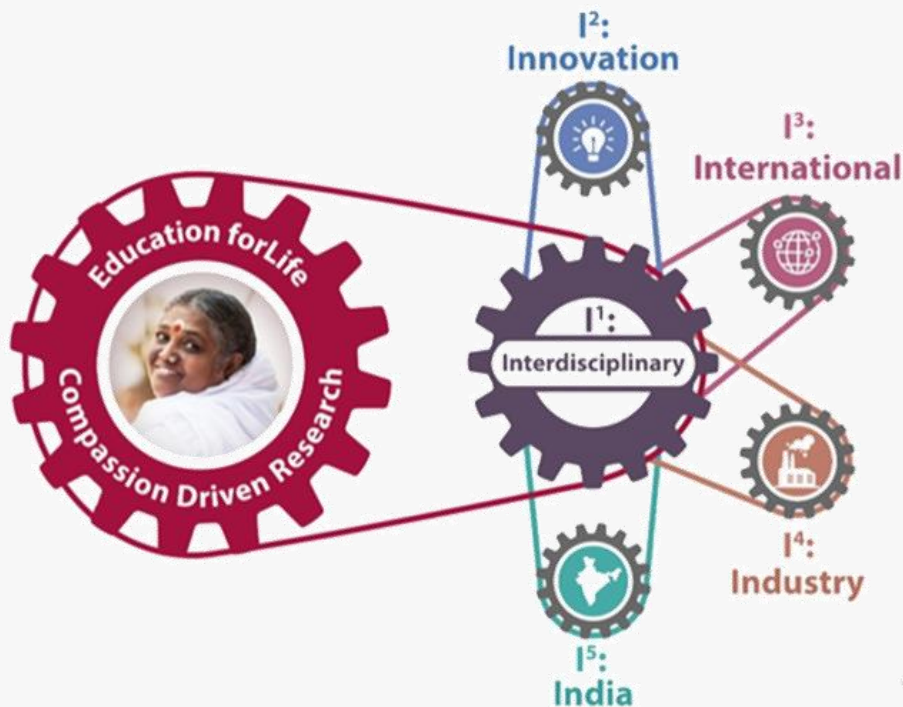 Education forLife
Compassion Driven Research
I¹:
Interdisciplinary
I²:
Innovation
I³:
International
I⁴:
Industry
I⁵:
India